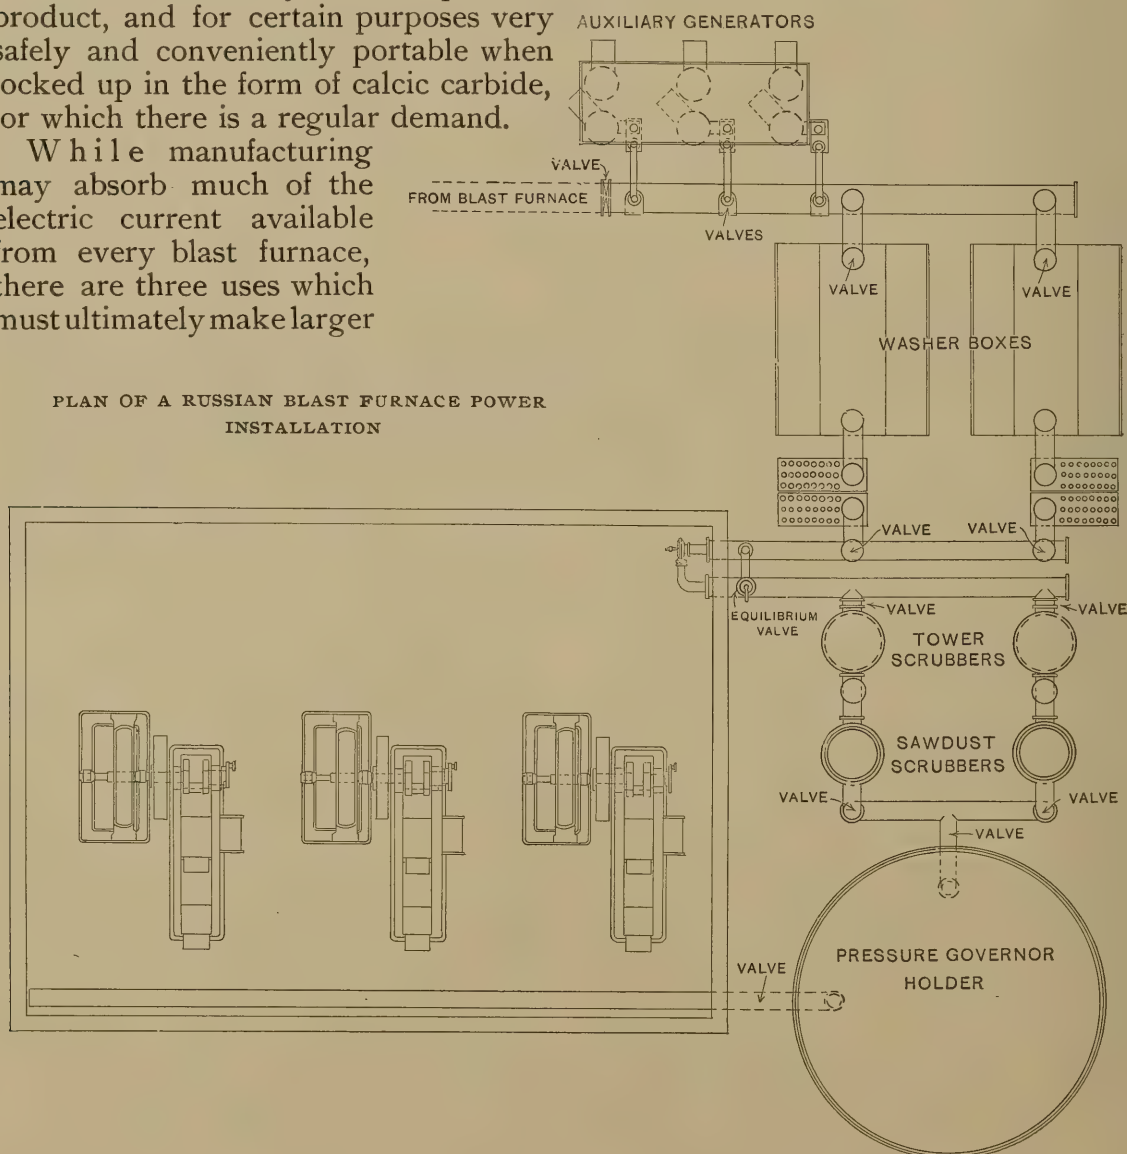 product, and for certain purposes very
safely and conveniently portable when
locked up in the form of calcic carbide,
for which there is a regular demand.
While manufacturing
may absorb much of the
electric current available
from every blast furnace,
there are three uses which
must ultimately make larger
PLAN OF A RUSSIAN BLAST FURNACE POWER
INSTALLATION
AUXILIARY GENERATORS
VALVE
FROM BLAST FURNACE
VALVES
VALVE
VALVE
WASHER BOXES
VALVE
VALVE
EQUILIBRIUM
VALVE
VALVE
VALVE
TOWER
SCRUBBERS
SAWDUST
SCRUBBERS
VALVE
VALVE
VALVE
PRESSURE GOVERNOR
HOLDER
VALVE